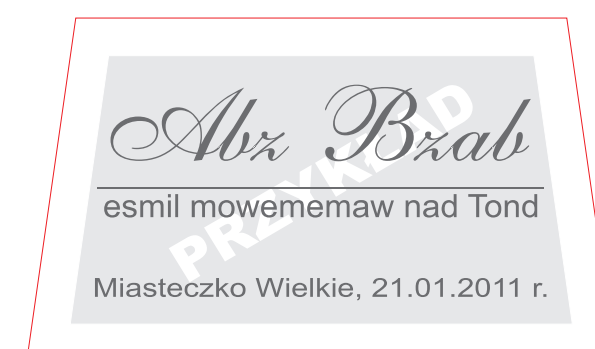 Abz Bzab
esmil mowememaw nad Tond
PRZYKŁAD
Miasteczko Wielkie, 21.01.2011 r.